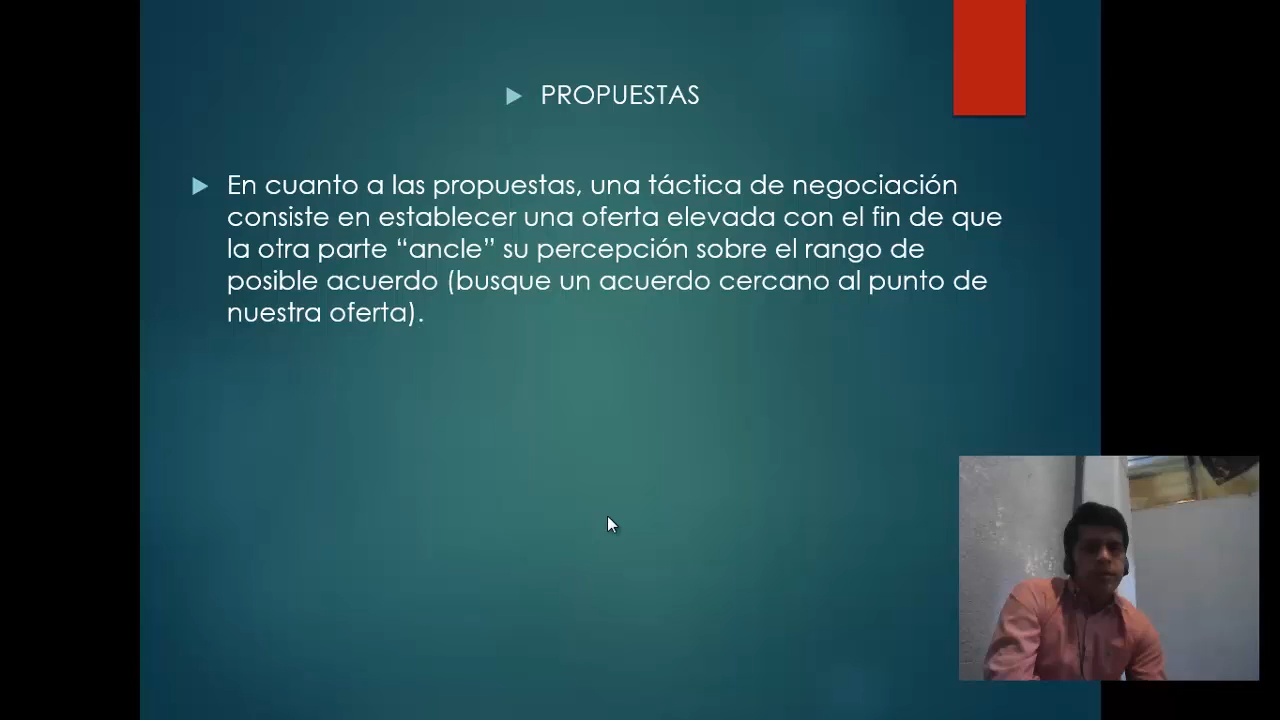 PROPUESTAS
En cuanto a las propuestas, una táctica de negociación
consiste en establecer una oferta elevada con el fin de que
la otra parte “ancle” su percepción sobre el rango de
posible acuerdo (busque un acuerdo cercano al punto de
nuestra oferta).